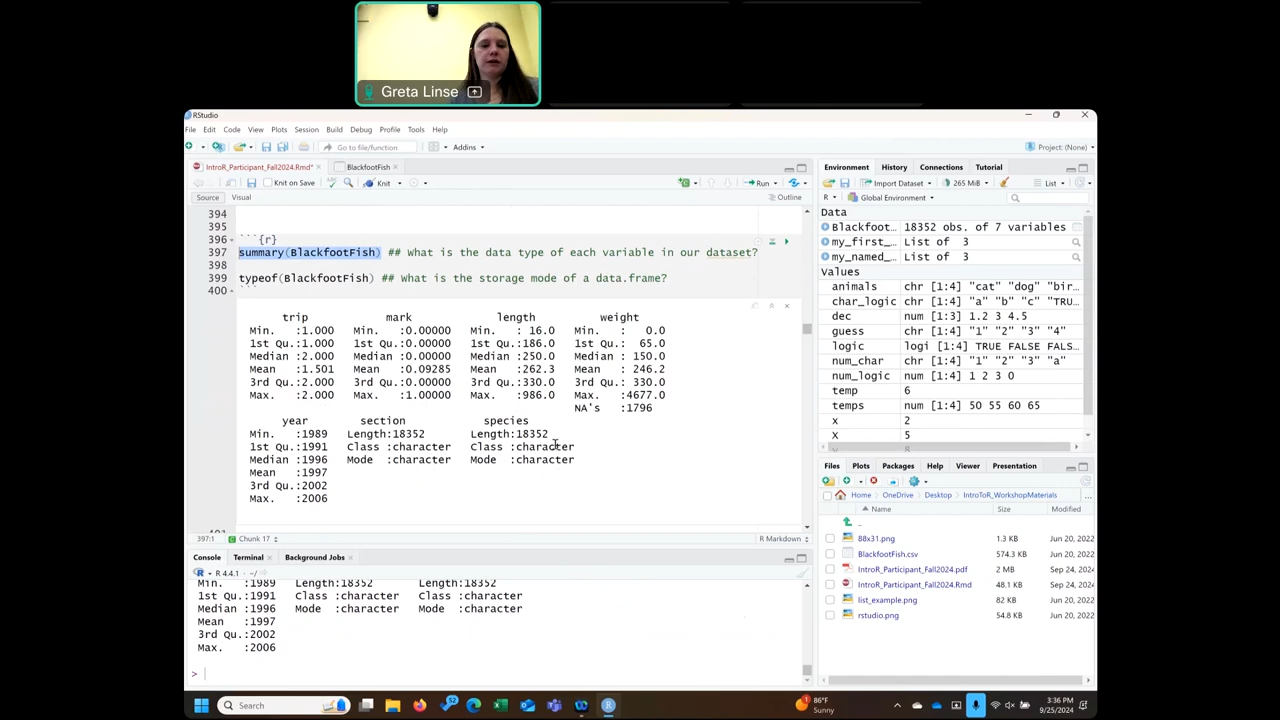 Greta Linse
RStudio
File Edit Code View Plots Session Build Debug Profile Tools Help
Go to file/function Addins Project: (None)
IntroR_Participant_Fall2024.Rmd* BlackfootFish
Knit on Save Knit Run
Source Visual Outline
394
395
396 ```{r}
397 summary(BlackfootFish) ## What is the data type of each variable in our dataset?
398
399 typeof(BlackfootFish) ## What is the storage mode of a data.frame?
400 ```
trip mark length weight
Min. :1.000 Min. :0.00000 Min. : 16.0 Min. : 0.0
1st Qu.:1.000 1st Qu.:0.00000 1st Qu.:186.0 1st Qu.: 65.0
Median :1.000 Median :0.00000 Median :250.0 Median : 150.0
Mean :1.501 Mean :0.09285 Mean :262.3 Mean : 246.2
3rd Qu.:2.000 3rd Qu.:0.00000 3rd Qu.:330.0 3rd Qu.: 330.0
Max. :2.000 Max. :1.00000 Max. :986.0 Max. :4677.0
NA's :1796
year section species
Min. :1989 Length:18352 Length:18352
1st Qu.:1991 Class :character Class :character
Median :1996 Mode :character Mode :character
Mean :1997
3rd Qu.:2002
Max. :2006
397:1 Chunk 17 R Markdown
Console Terminal Background Jobs
R 4.4.1 · ~/
Min. :1989 Length:18352 Length:18352
1st Qu.:1991 Class :character Class :character
Median :1996 Mode :character Mode :character
Mean :1997
3rd Qu.:2002
Max. :2006
>
Environment History Connections Tutorial
Import Dataset 265 MiB List
R Global Environment
Data
Blackfoot… 18352 obs. of 7 variables
my_first_… List of 3
my_named_… List of 3
Values
animals chr [1:4] "cat" "dog" "bir…
char_logic chr [1:4] "a" "b" "c" "TRU…
dec num [1:3] 1.2 3 4.5
guess chr [1:4] "1" "2" "3" "4"
logic logi [1:4] TRUE FALSE FALS…
num_char chr [1:4] "1" "2" "3" "a"
num_logic num [1:4] 1 2 3 0
temp 6
temps num [1:4] 50 55 60 65
x 2
X 5
Files Plots Packages Help Viewer Presentation
Home OneDrive Desktop IntroToR_WorkshopMaterials ...
Name Size Modified
..
88x31.png 1.3 KB Jun 20, 2022
BlackfootFish.csv 574.3 KB Jun 20, 2022
IntroR_Participant_Fall2024.pdf 2 MB Sep 24, 2024
IntroR_Participant_Fall2024.Rmd 48.1 KB Sep 24, 2024
list_example.png 82 KB Jun 20, 2022
rstudio.png 54.8 KB Jun 20, 2022
Search
86°F
Sunny
3:36 PM
9/25/2024